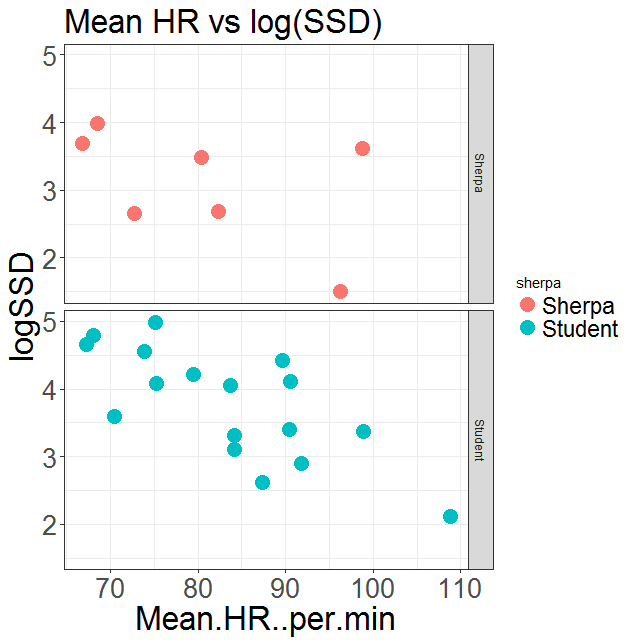 Mean HR vs log(SSD)
logSSD
5
4
3
2
Sherpa
5
4
3
2
Student
70 80 90 100 110
Mean.HR..per.min
sherpa
Sherpa
Student